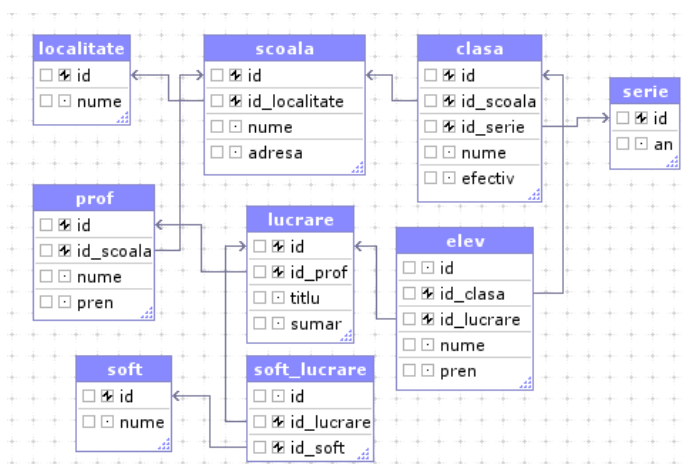 localitate
id
nume
scoala
id
id_localitate
nume
adresa
clasa
id
id_scoala
id_serie
nume
efectiv
serie
id
an
prof
id
id_scoala
nume
pren
lucrare
id
id_prof
titlu
sumar
elev
id
id_clasa
id_lucrare
nume
pren
soft
id
nume
soft_lucrare
id
id_lucrare
id_soft